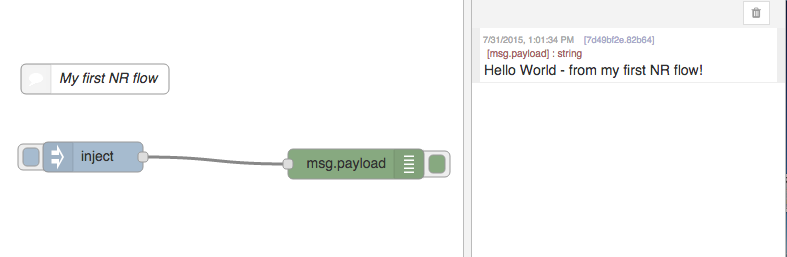 My first NR flow
inject
msg.payload
7/31/2015, 1:01:34 PM [7d49bf2e.82b64]
[msg.payload] : string
Hello World - from my first NR flow!